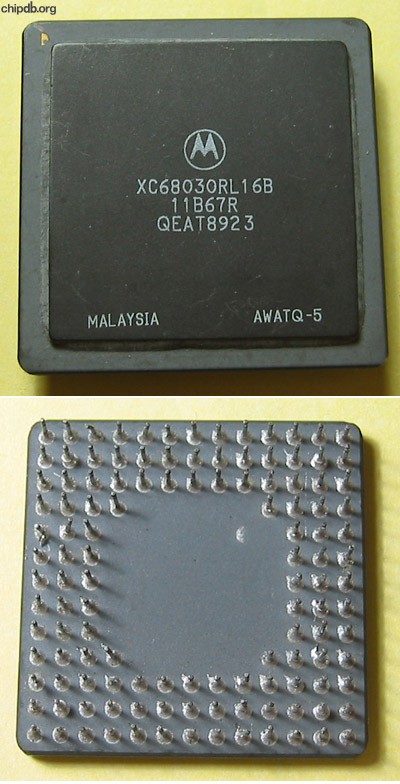 chipdb.org
M
XC68030RL16B
11B67R
QEAT8923
MALAYSIA AWATQ-5